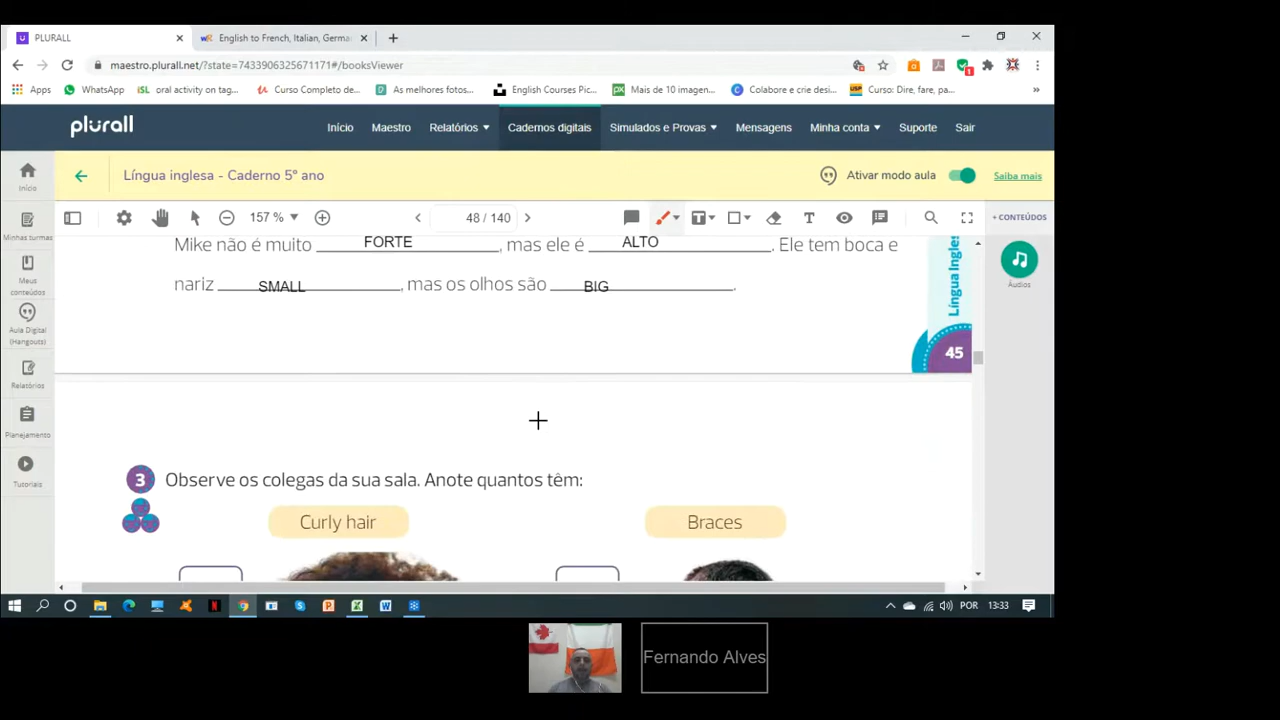 PLURALL
English to French, Italian, Germa
maestro.plurall.net/?state=7433906325671171#/booksViewer
Apps WhatsApp oral activity on tag... Curso Completo de... As melhores fotos... English Courses Pic... Mais de 10 imagen... Colabore e crie desi... Curso: Dire, fare, pa...
plurall Início Maestro Relatórios Cadernos digitais Simulados e Provas Mensagens Minha conta Suporte Sair
Língua inglesa - Caderno 5º ano Ativar modo aula Saiba mais
157 % 48 / 140 + CONTEÚDOS
Início
Minhas turmas
Meus conteúdos
Aula Digital (Hangouts)
Relatórios
Planejamento
Tutoriais
Mike não é muito FORTE, mas ele é ALTO. Ele tem boca e
nariz SMALL, mas os olhos são BIG.
Língua Ingles
45
Áudios
3 Observe os colegas da sua sala. Anote quantos têm:
Curly hair Braces
POR 13:33
Fernando Alves